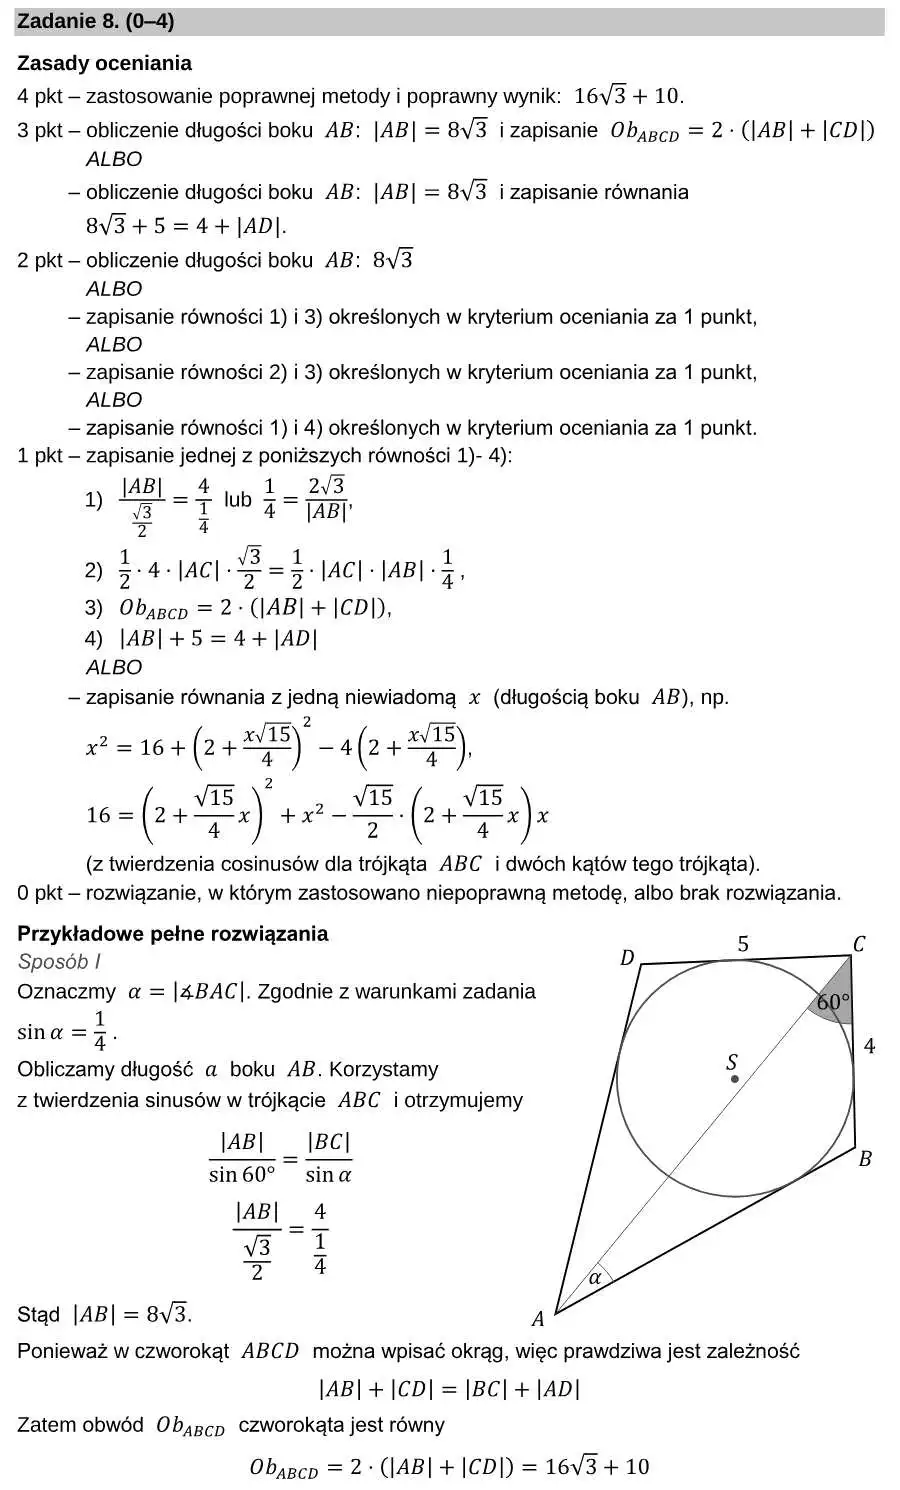 Zadanie 8. (0–4)
Zasady oceniania
4 pkt – zastosowanie poprawnej metody i poprawny wynik: 16√3 + 10.
3 pkt – obliczenie długości boku AB: |AB| = 8√3 i zapisanie Ob_ABCD = 2 · (|AB| + |CD|)
ALBO
– obliczenie długości boku AB: |AB| = 8√3 i zapisanie równania
8√3 + 5 = 4 + |AD|.
2 pkt – obliczenie długości boku AB: 8√3
ALBO
– zapisanie równości 1) i 3) określonych w kryterium oceniania za 1 punkt,
ALBO
– zapisanie równości 2) i 3) określonych w kryterium oceniania za 1 punkt,
ALBO
– zapisanie równości 1) i 4) określonych w kryterium oceniania za 1 punkt.
1 pkt – zapisanie jednej z poniższych równości 1)- 4):
1) |AB|/(√3/2) = 4/(1/4) lub 1/4 = 2√3/|AB|,
2) 1/2 · 4 · |AC| · √3/2 = 1/2 · |AC| · |AB| · 1/4 ,
3) Ob_ABCD = 2 · (|AB| + |CD|),
4) |AB| + 5 = 4 + |AD|
ALBO
– zapisanie równania z jedną niewiadomą x (długością boku AB), np.
x² = 16 + (2 + x√15/4)² − 4(2 + x√15/4),
16 = (2 + √15/4 x)² + x² − √15/2 · (2 + √15/4 x) x
(z twierdzenia cosinusów dla trójkąta ABC i dwóch kątów tego trójkąta).
0 pkt – rozwiązanie, w którym zastosowano niepoprawną metodę, albo brak rozwiązania.
Przykładowe pełne rozwiązania
Sposób I
Oznaczmy α = |∡BAC|. Zgodnie z warunkami zadania
sin α = 1/4 .
Obliczamy długość a boku AB. Korzystamy
z twierdzenia sinusów w trójkącie ABC i otrzymujemy
|AB|/sin 60° = |BC|/sin α
|AB|/(√3/2) = 4/(1/4)
Stąd |AB| = 8√3.
D
5
C
60°
4
S
B
α
A
Ponieważ w czworokąt ABCD można wpisać okrąg, więc prawdziwa jest zależność
|AB| + |CD| = |BC| + |AD|
Zatem obwód Ob_ABCD czworokąta jest równy
Ob_ABCD = 2 · (|AB| + |CD|) = 16√3 + 10